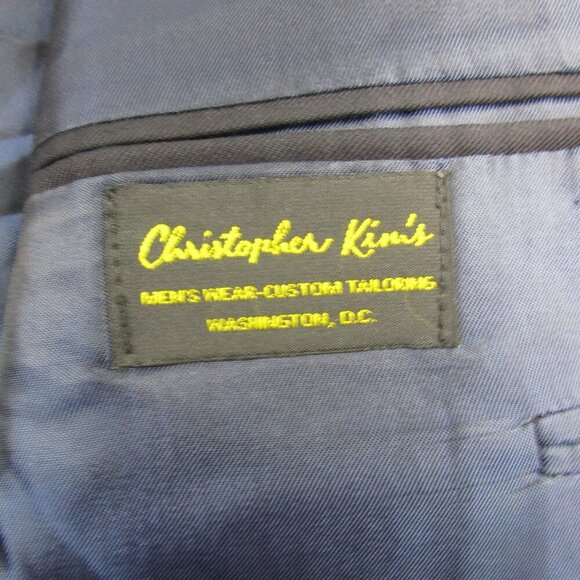 Christopher Kim's
MEN'S WEAR-CUSTOM TAILORING
WASHINGTON, D.C.